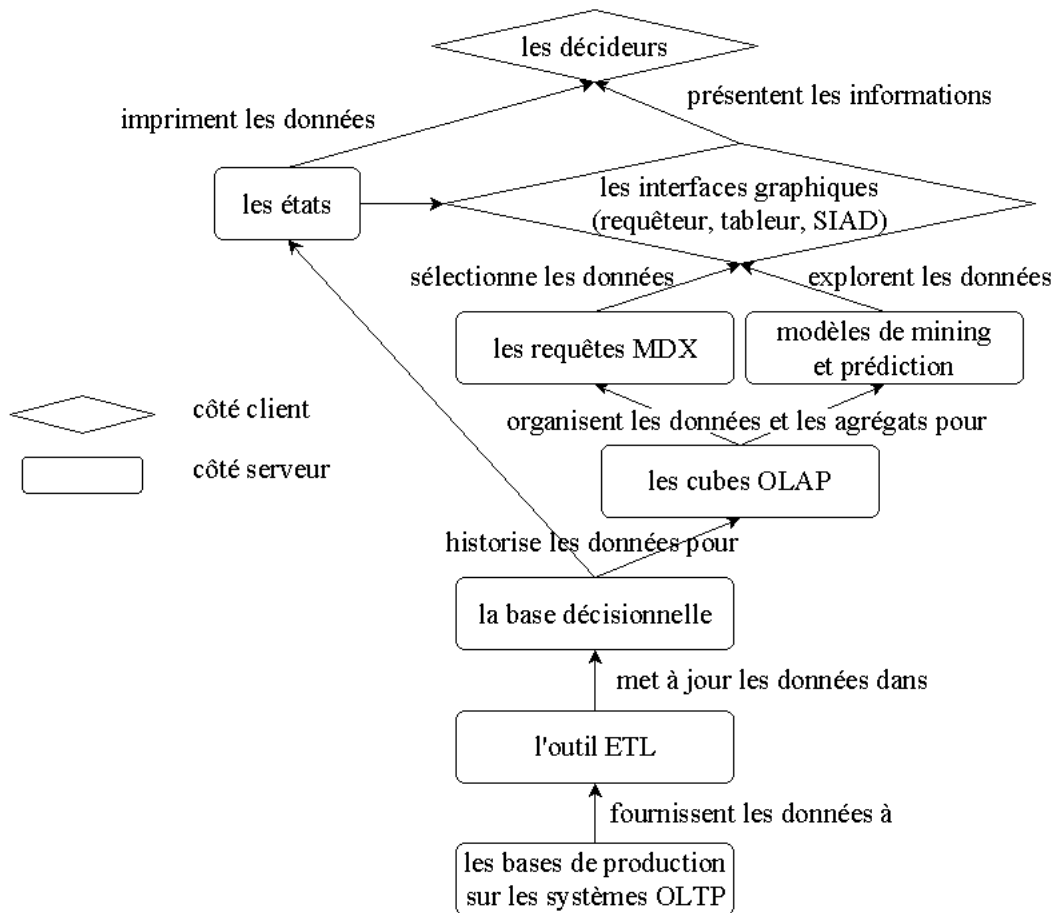 les décideurs
présentent les informations
impriment les données
les états
les interfaces graphiques
(requêteur, tableur, SIAD)
sélectionne les données
explorent les données
les requêtes MDX
modèles de mining
et prédiction
côté client
organisent les données et les agrégats pour
côté serveur
les cubes OLAP
historise les données pour
la base décisionnelle
met à jour les données dans
l'outil ETL
fournissent les données à
les bases de production
sur les systèmes OLTP